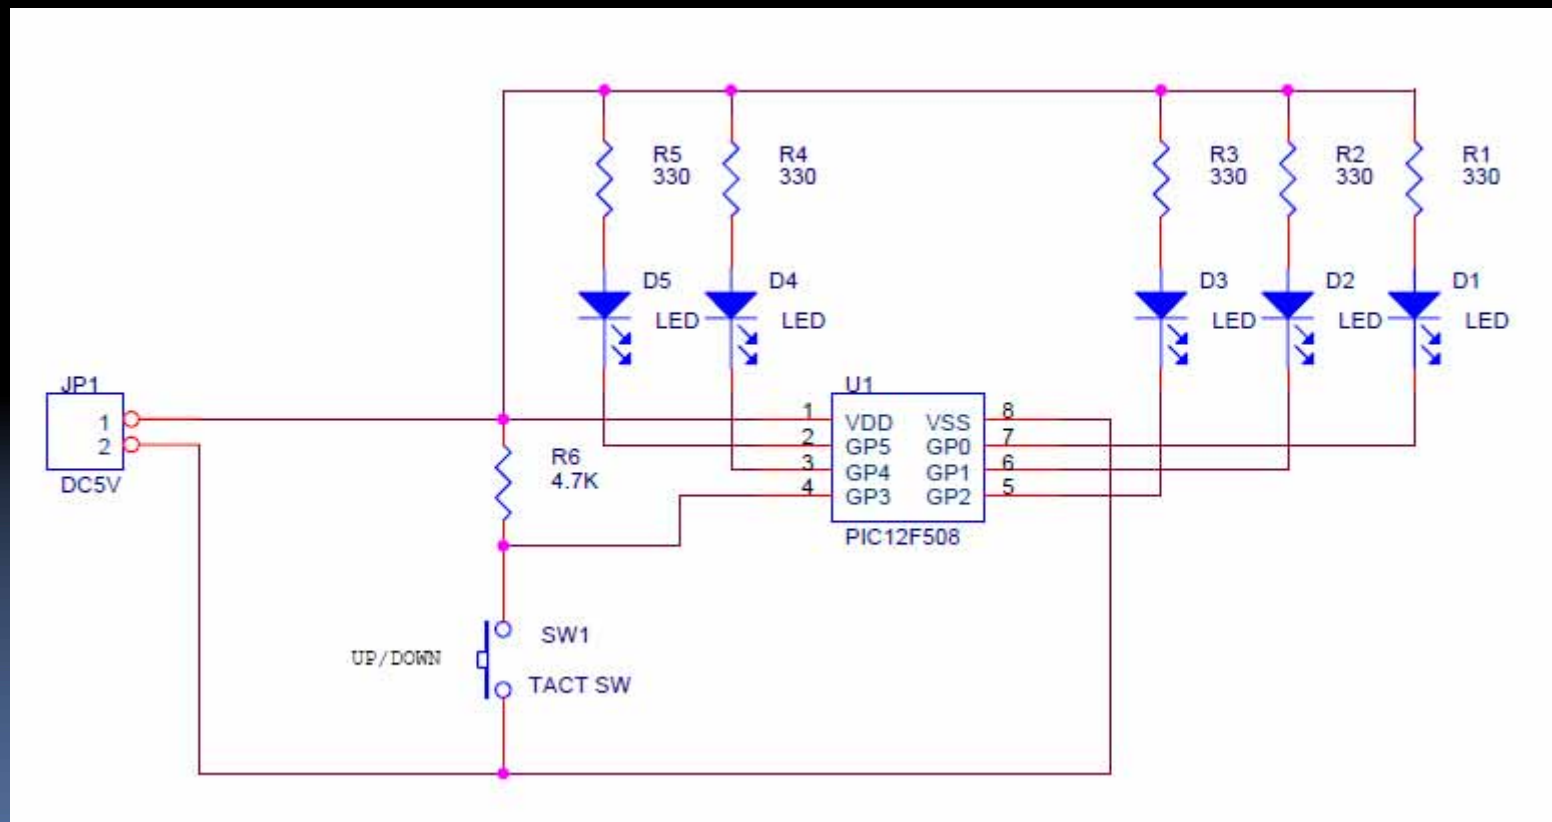 R5
330
R4
330
R3
330
R2
330
R1
330
D5
LED
D4
LED
D3
LED
D2
LED
D1
LED
JP1
1
2
DC5V
U1
1 VDD VSS 8
2 GP5 GP0 7
3 GP4 GP1 6
4 GP3 GP2 5
PIC12F508
R6
4.7K
SW1
UP/DOWN
TACT SW